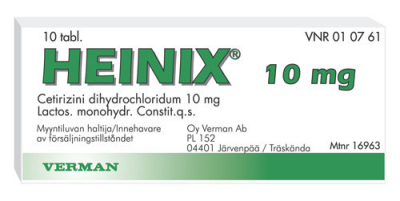 10 tabl. VNR 01 07 61
HEINIX® 10 mg
Cetirizini dihydrochloridum 10 mg
Lactos. monohydr. Constit.q.s.
Myyntiluvan haltija/Innehavare Oy Verman Ab
av försäljningstillståndet PL 152
04401 Järvenpää / Träskända Mtnr 16963
VERMAN